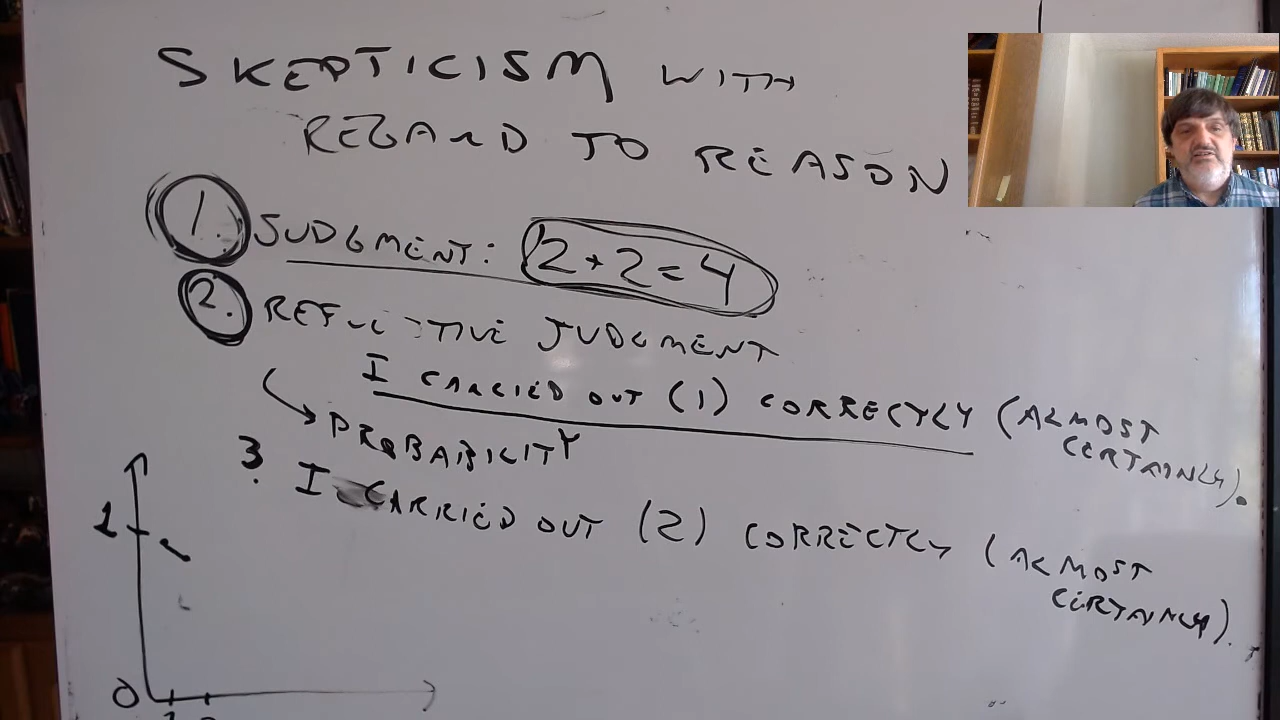 SKEPTICISM WITH
REGARD TO REASON
1. JUDGMENT: 2+2=4
2. REFLECTIVE JUDGMENT
I CARRIED OUT (1) CORRECTLY (ALMOST
CERTAINLY).
PROBABILITY
3. I CARRIED OUT (2) CORRECTLY (ALMOST
CERTAINLY).
1
0